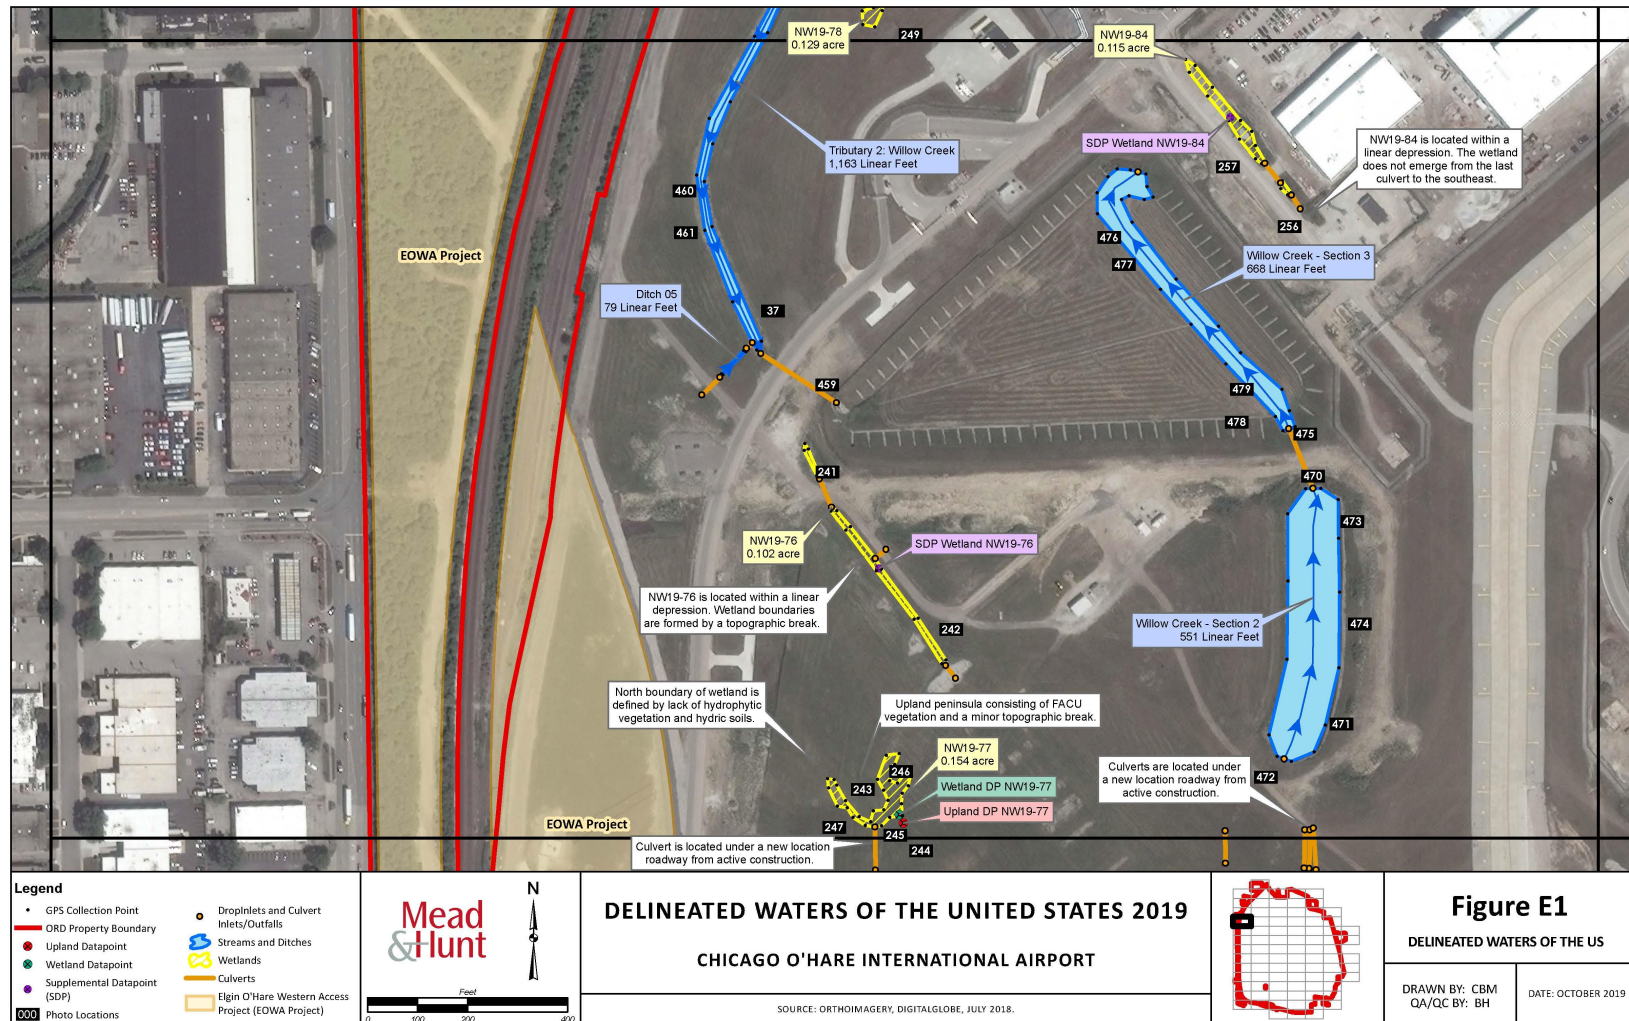 NW19-78
0.129 acre
249
NW19-84
0.115 acre
SDP Wetland NW19-84
257
NW19-84 is located within a
linear depression. The wetland
does not emerge from the last
culvert to the southeast.
256
Tributary 2: Willow Creek
1,163 Linear Feet
460
461
EOWA Project
476
477
Willow Creek - Section 3
668 Linear Feet
Ditch 05
79 Linear Feet
37
459
479
478
475
241
470
473
NW19-76
0.102 acre
SDP Wetland NW19-76
NW19-76 is located within a linear
depression. Wetland boundaries
are formed by a topographic break.
242
Willow Creek - Section 2
551 Linear Feet
474
North boundary of wetland is
defined by lack of hydrophytic
vegetation and hydric soils.
Upland peninsula consisting of FACU
vegetation and a minor topographic break.
471
NW19-77
0.154 acre
246
243
Wetland DP NW19-77
Upland DP NW19-77
472
Culverts are located under
a new location roadway from
active construction.
EOWA Project
247
245
244
Culvert is located under a new location
roadway from active construction.
Legend
GPS Collection Point
ORD Property Boundary
Upland Datapoint
Wetland Datapoint
Supplemental Datapoint
(SDP)
000 Photo Locations
DropInlets and Culvert
Inlets/Outfalls
Streams and Ditches
Wetlands
Culverts
Elgin O'Hare Western Access
Project (EOWA Project)
Mead
&Hunt
N
Feet
0 100 200 400
DELINEATED WATERS OF THE UNITED STATES 2019
CHICAGO O'HARE INTERNATIONAL AIRPORT
SOURCE: ORTHOIMAGERY, DIGITALGLOBE, JULY 2018.
Figure E1
DELINEATED WATERS OF THE US
DRAWN BY: CBM
QA/QC BY: BH
DATE: OCTOBER 2019